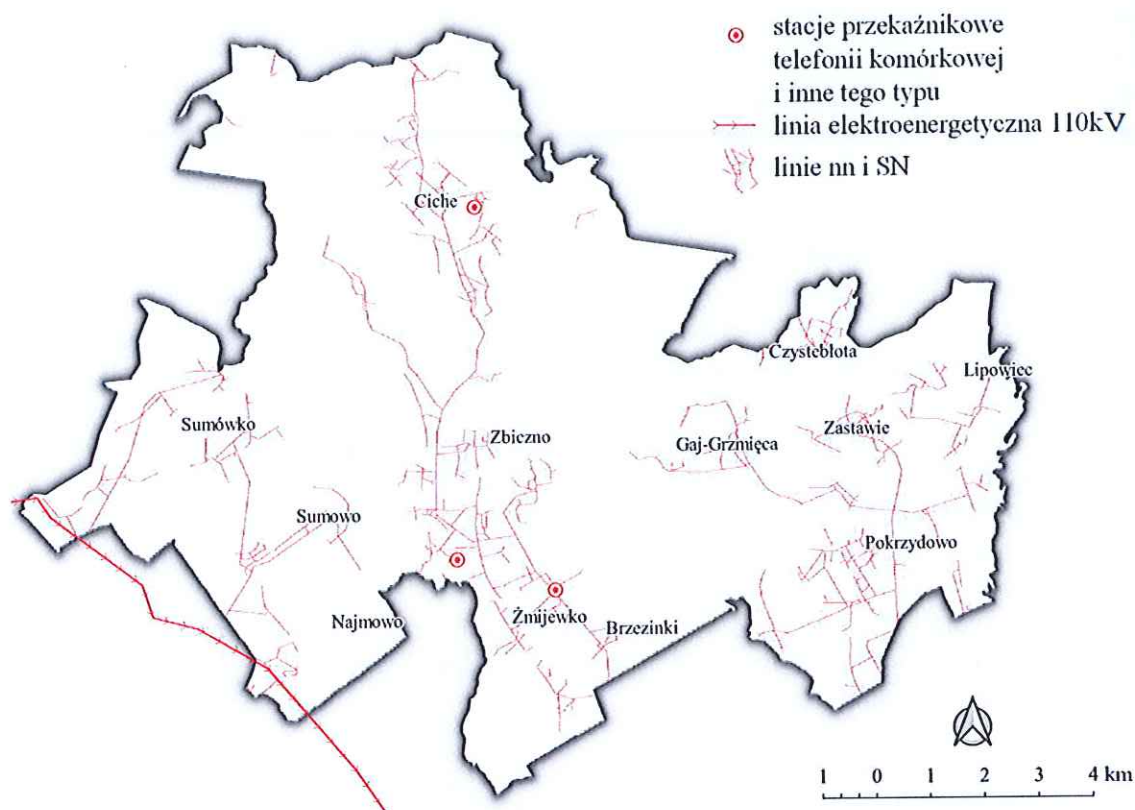 stacje przekaźnikowe
telefonii komórkowej
i inne tego typu
linia elektroenergetyczna 110kV
linie nn i SN
Ciche
Czystebłota
Lipowiec
Sumówko
Zbiczno
Gaj-Grzmięca
Zastawie
Sumowo
Pokrzydowo
Najmowo
Żmijewko
Brzezinki
1 0 1 2 3 4 km